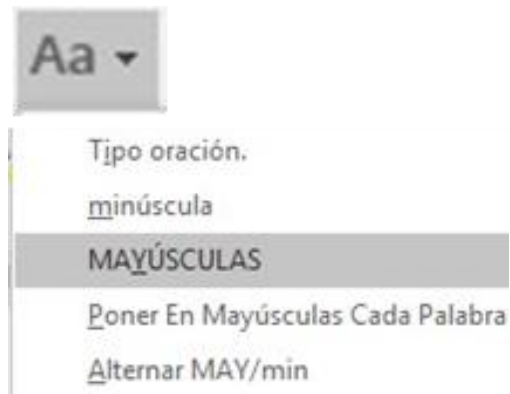 Aa
Tipo oración.
minúscula
MAYÚSCULAS
Poner En Mayúsculas Cada Palabra
Alternar MAY/min